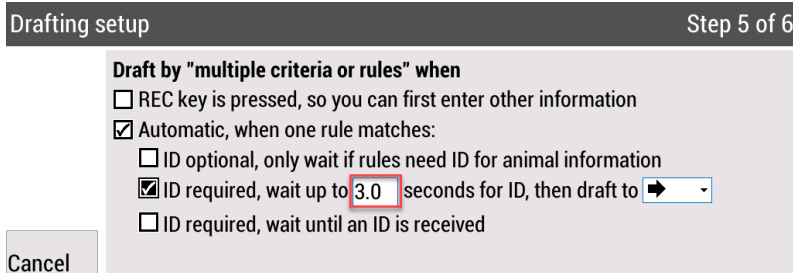 Drafting setup Step 5 of 6
Draft by "multiple criteria or rules" when
REC key is pressed, so you can first enter other information
Automatic, when one rule matches:
ID optional, only wait if rules need ID for animal information
ID required, wait up to 3.0 seconds for ID, then draft to
ID required, wait until an ID is received
Cancel